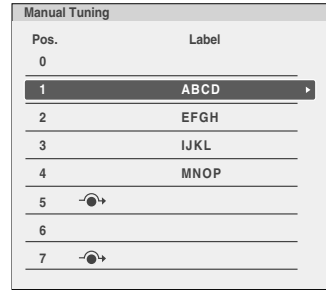 Manual Tuning
Pos. Label
0
1 ABCD
2 EFGH
3 IJKL
4 MNOP
5
6
7